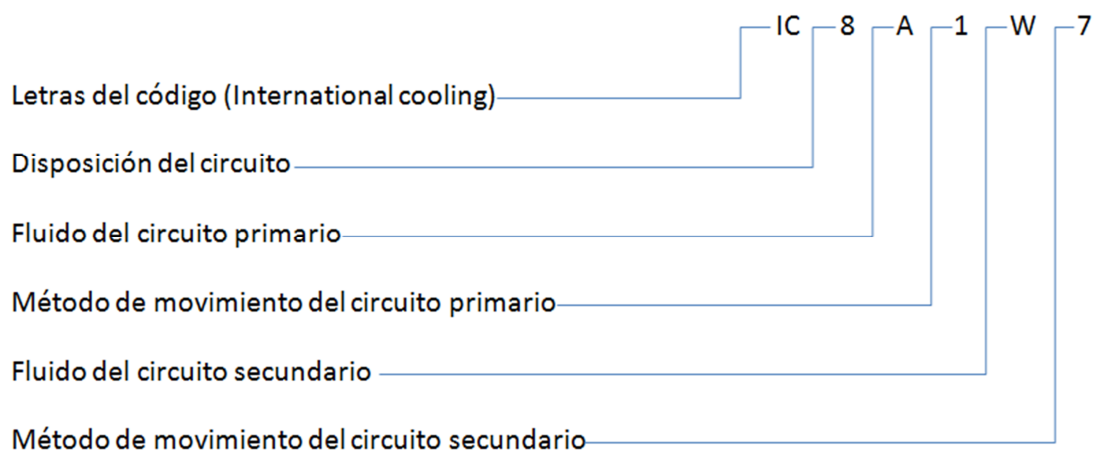 IC 8 A 1 W 7
Letras del código (International cooling)
Disposición del circuito
Fluido del circuito primario
Método de movimiento del circuito primario
Fluido del circuito secundario
Método de movimiento del circuito secundario